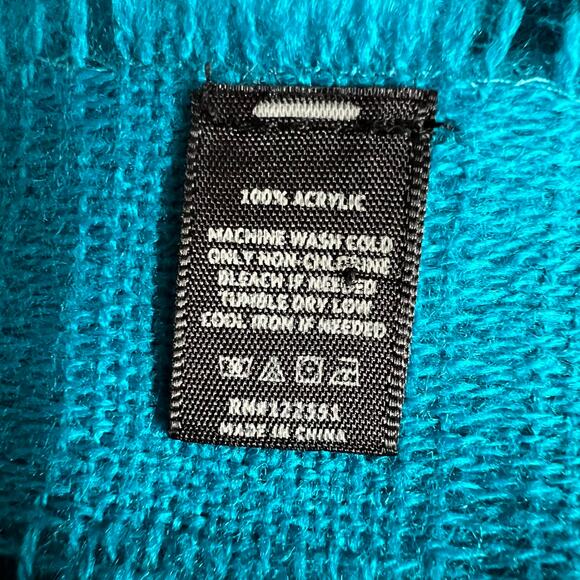 100% ACRYLIC
MACHINE WASH COLD
ONLY NON-CHLORINE
BLEACH IF NEEDED
TUMBLE DRY LOW
COOL IRON IF NEEDED
MADE IN CHINA